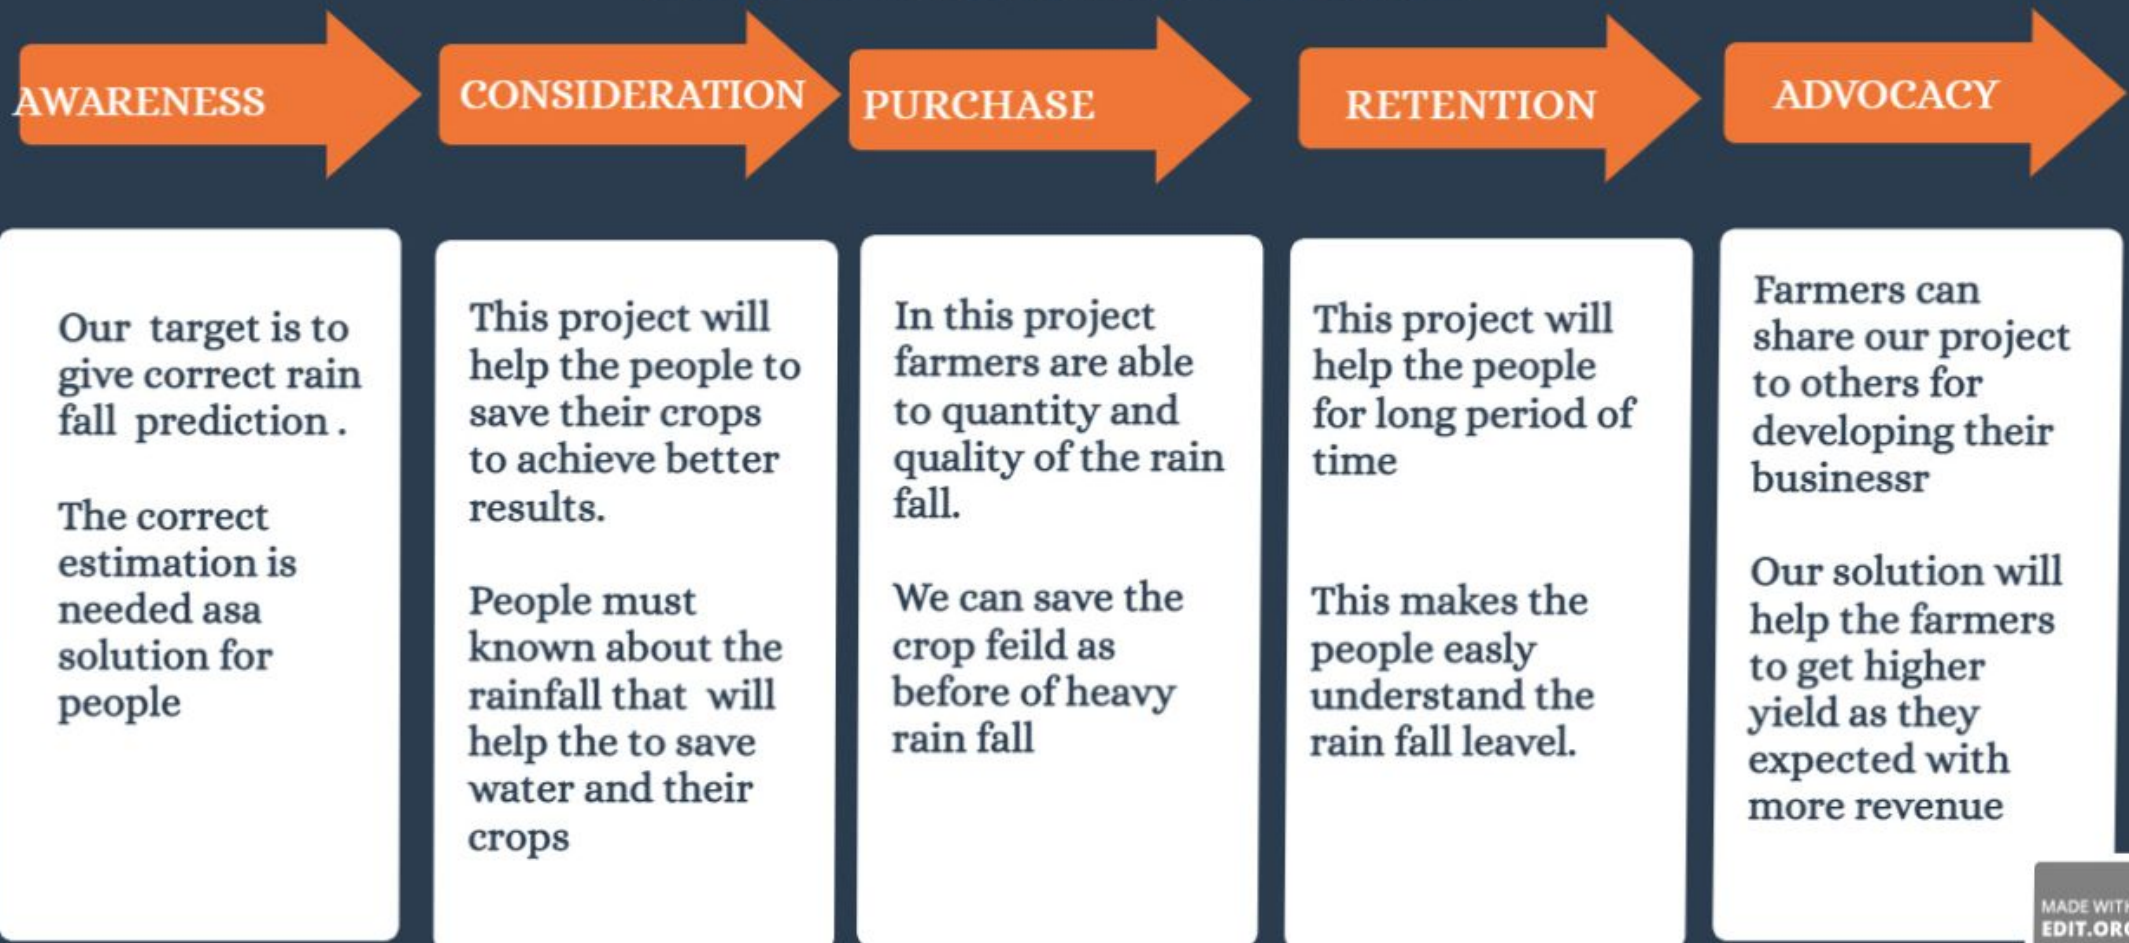 AWARENESS
CONSIDERATION
PURCHASE
RETENTION
ADVOCACY
Our target is to
give correct rain
fall prediction .
The correct
estimation is
needed asa
solution for
people
This project will
help the people to
save their crops
to achieve better
results.
People must
known about the
rainfall that will
help the to save
water and their
crops
In this project
farmers are able
to quantity and
quality of the rain
fall.
We can save the
crop feild as
before of heavy
rain fall
This project will
help the people
for long period of
time
This makes the
people easly
understand the
rain fall leavel.
Farmers can
share our project
to others for
developing their
businessr
Our solution will
help the farmers
to get higher
yield as they
expected with
more revenue
MADE WITH
EDIT.ORG